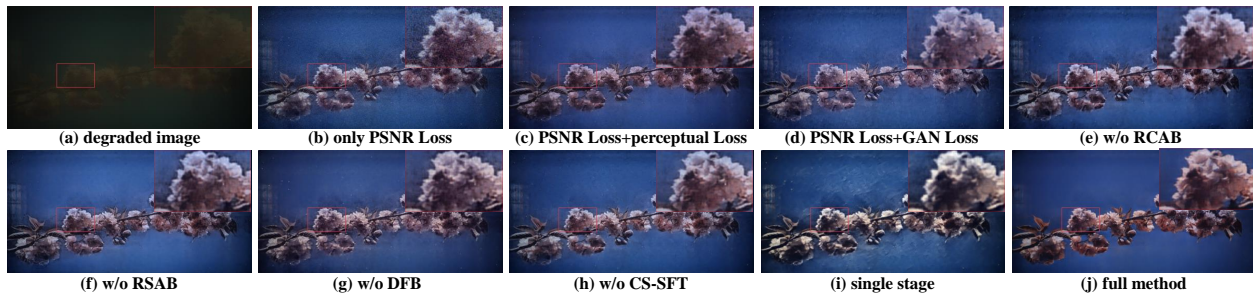 (a) degraded image
(b) only PSNR Loss
(c) PSNR Loss+perceptual Loss
(d) PSNR Loss+GAN Loss
(e) w/o RCAB
(f) w/o RSAB
(g) w/o DFB
(h) w/o CS-SFT
(i) single stage
(j) full method